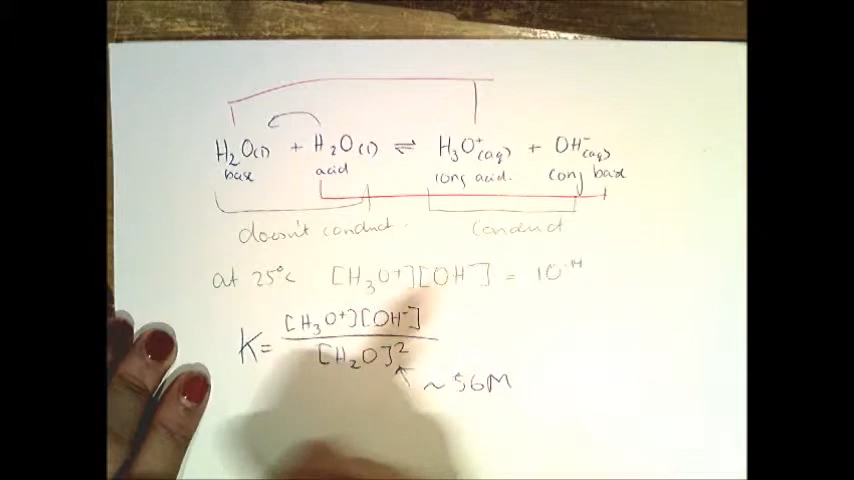 H₂O(l) + H₂O(l) ⇌ H₃O⁺(aq) + OH⁻(aq)
base acid conj acid. conj base
doesn't conduct. conduct
at 25°c [H₃O⁺][OH⁻] = 10⁻¹⁴
K = [H₃O⁺][OH⁻] / [H₂O]²
~56M